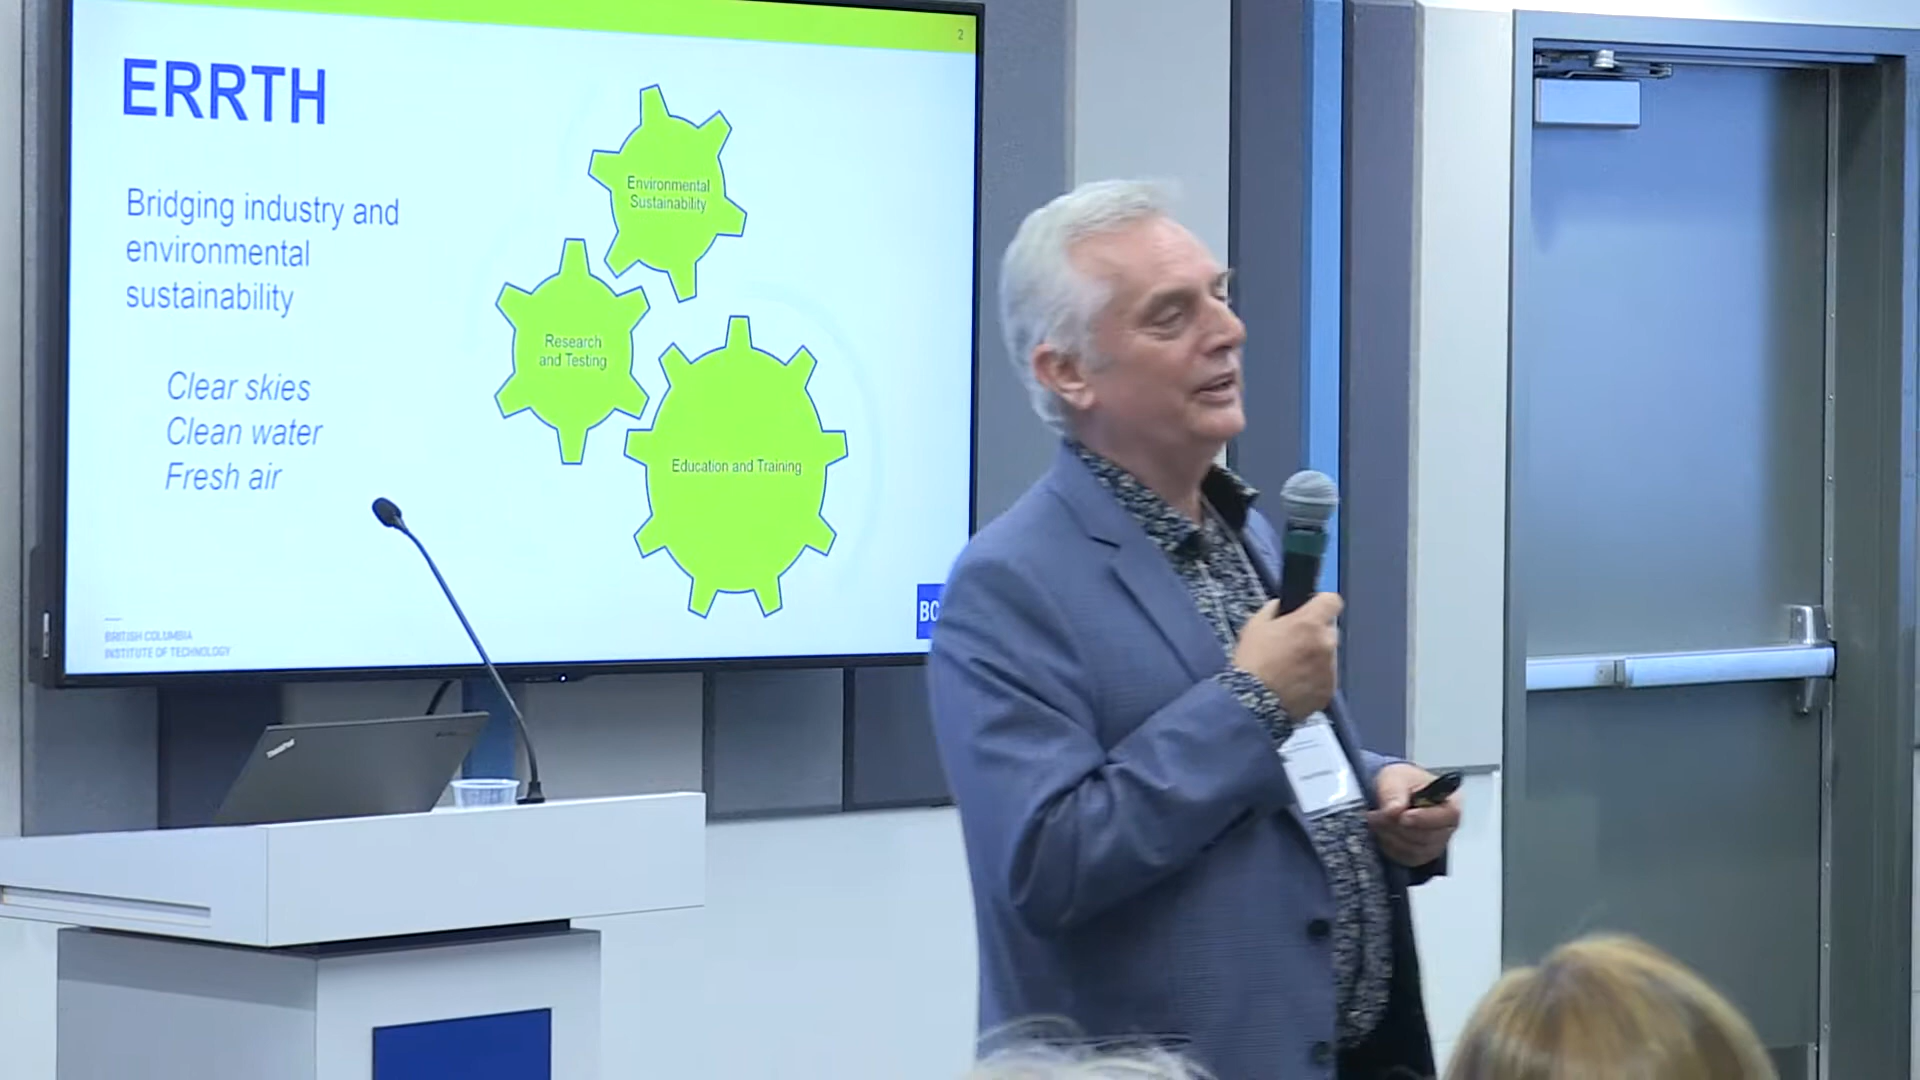 2
ERRTH
Bridging industry and
environmental
sustainability
Clear skies
Clean water
Fresh air
Environmental
Sustainability
Research
and Testing
Education and Training
BRITISH COLUMBIA
INSTITUTE OF TECHNOLOGY
BC
ThinkPad